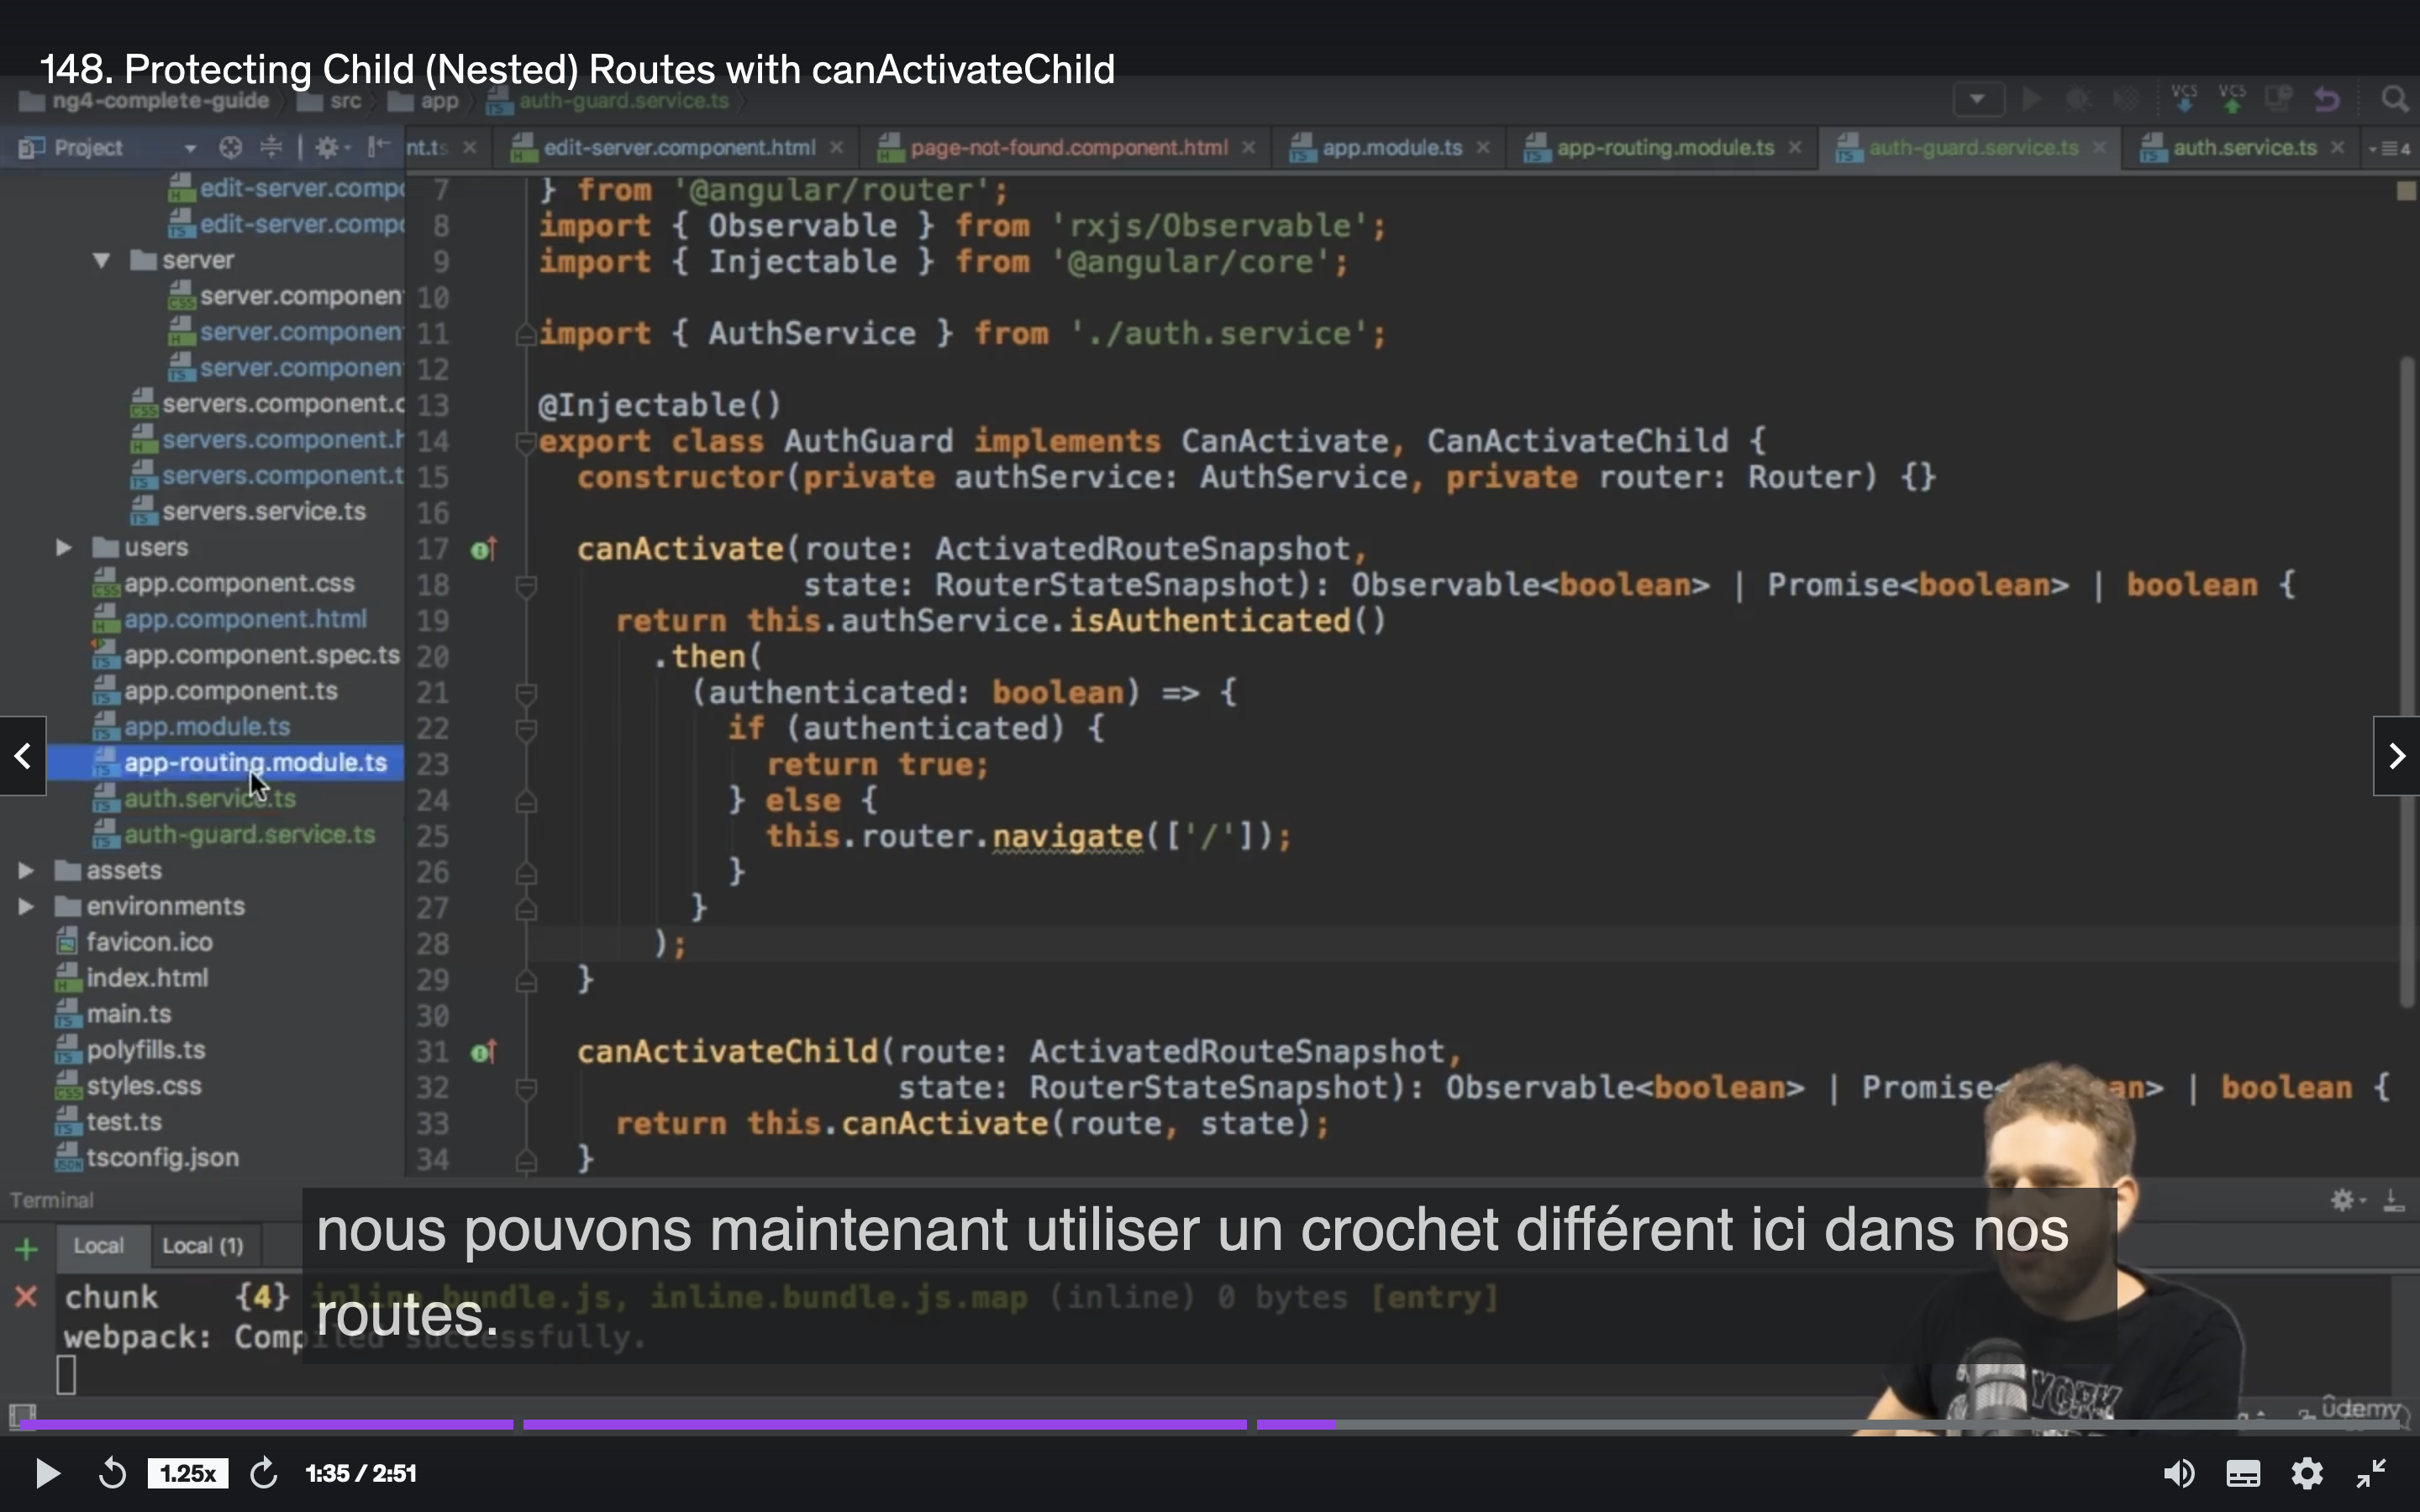 148. Protecting Child (Nested) Routes with canActivateChild
ng4-complete-guide src app auth-guard.service.ts
VCS VCS
Project
nt.ts edit-server.component.html page-not-found.component.html app.module.ts app-routing.module.ts auth-guard.service.ts auth.service.ts 4
edit-server.compo
edit-server.compo
server
server.component
server.component
server.component
servers.component.c
servers.component.h
servers.component.t
servers.service.ts
users
app.component.css
app.component.html
app.component.spec.ts
app.component.ts
app.module.ts
app-routing.module.ts
auth.service.ts
auth-guard.service.ts
assets
environments
favicon.ico
index.html
main.ts
polyfills.ts
styles.css
test.ts
tsconfig.json
7 } from '@angular/router';
8 import { Observable } from 'rxjs/Observable';
9 import { Injectable } from '@angular/core';
10
11 import { AuthService } from './auth.service';
12
13 @Injectable()
14 export class AuthGuard implements CanActivate, CanActivateChild {
15 constructor(private authService: AuthService, private router: Router) {}
16
17 canActivate(route: ActivatedRouteSnapshot,
18 state: RouterStateSnapshot): Observable<boolean> | Promise<boolean> | boolean {
19 return this.authService.isAuthenticated()
20 .then(
21 (authenticated: boolean) => {
22 if (authenticated) {
23 return true;
24 } else {
25 this.router.navigate(['/']);
26 }
27 }
28 );
29 }
30
31 canActivateChild(route: ActivatedRouteSnapshot,
32 state: RouterStateSnapshot): Observable<boolean> | Promise< an> | boolean {
33 return this.canActivate(route, state);
34 }
Terminal
Local Local (1)
nous pouvons maintenant utiliser un crochet différent ici dans nos
routes.
chunk {4} inline.bundle.js, inline.bundle.js.map (inline) 0 bytes [entry]
webpack: Compiled successfully.
YORK
ûdemy
1.25x 1:35 / 2:51